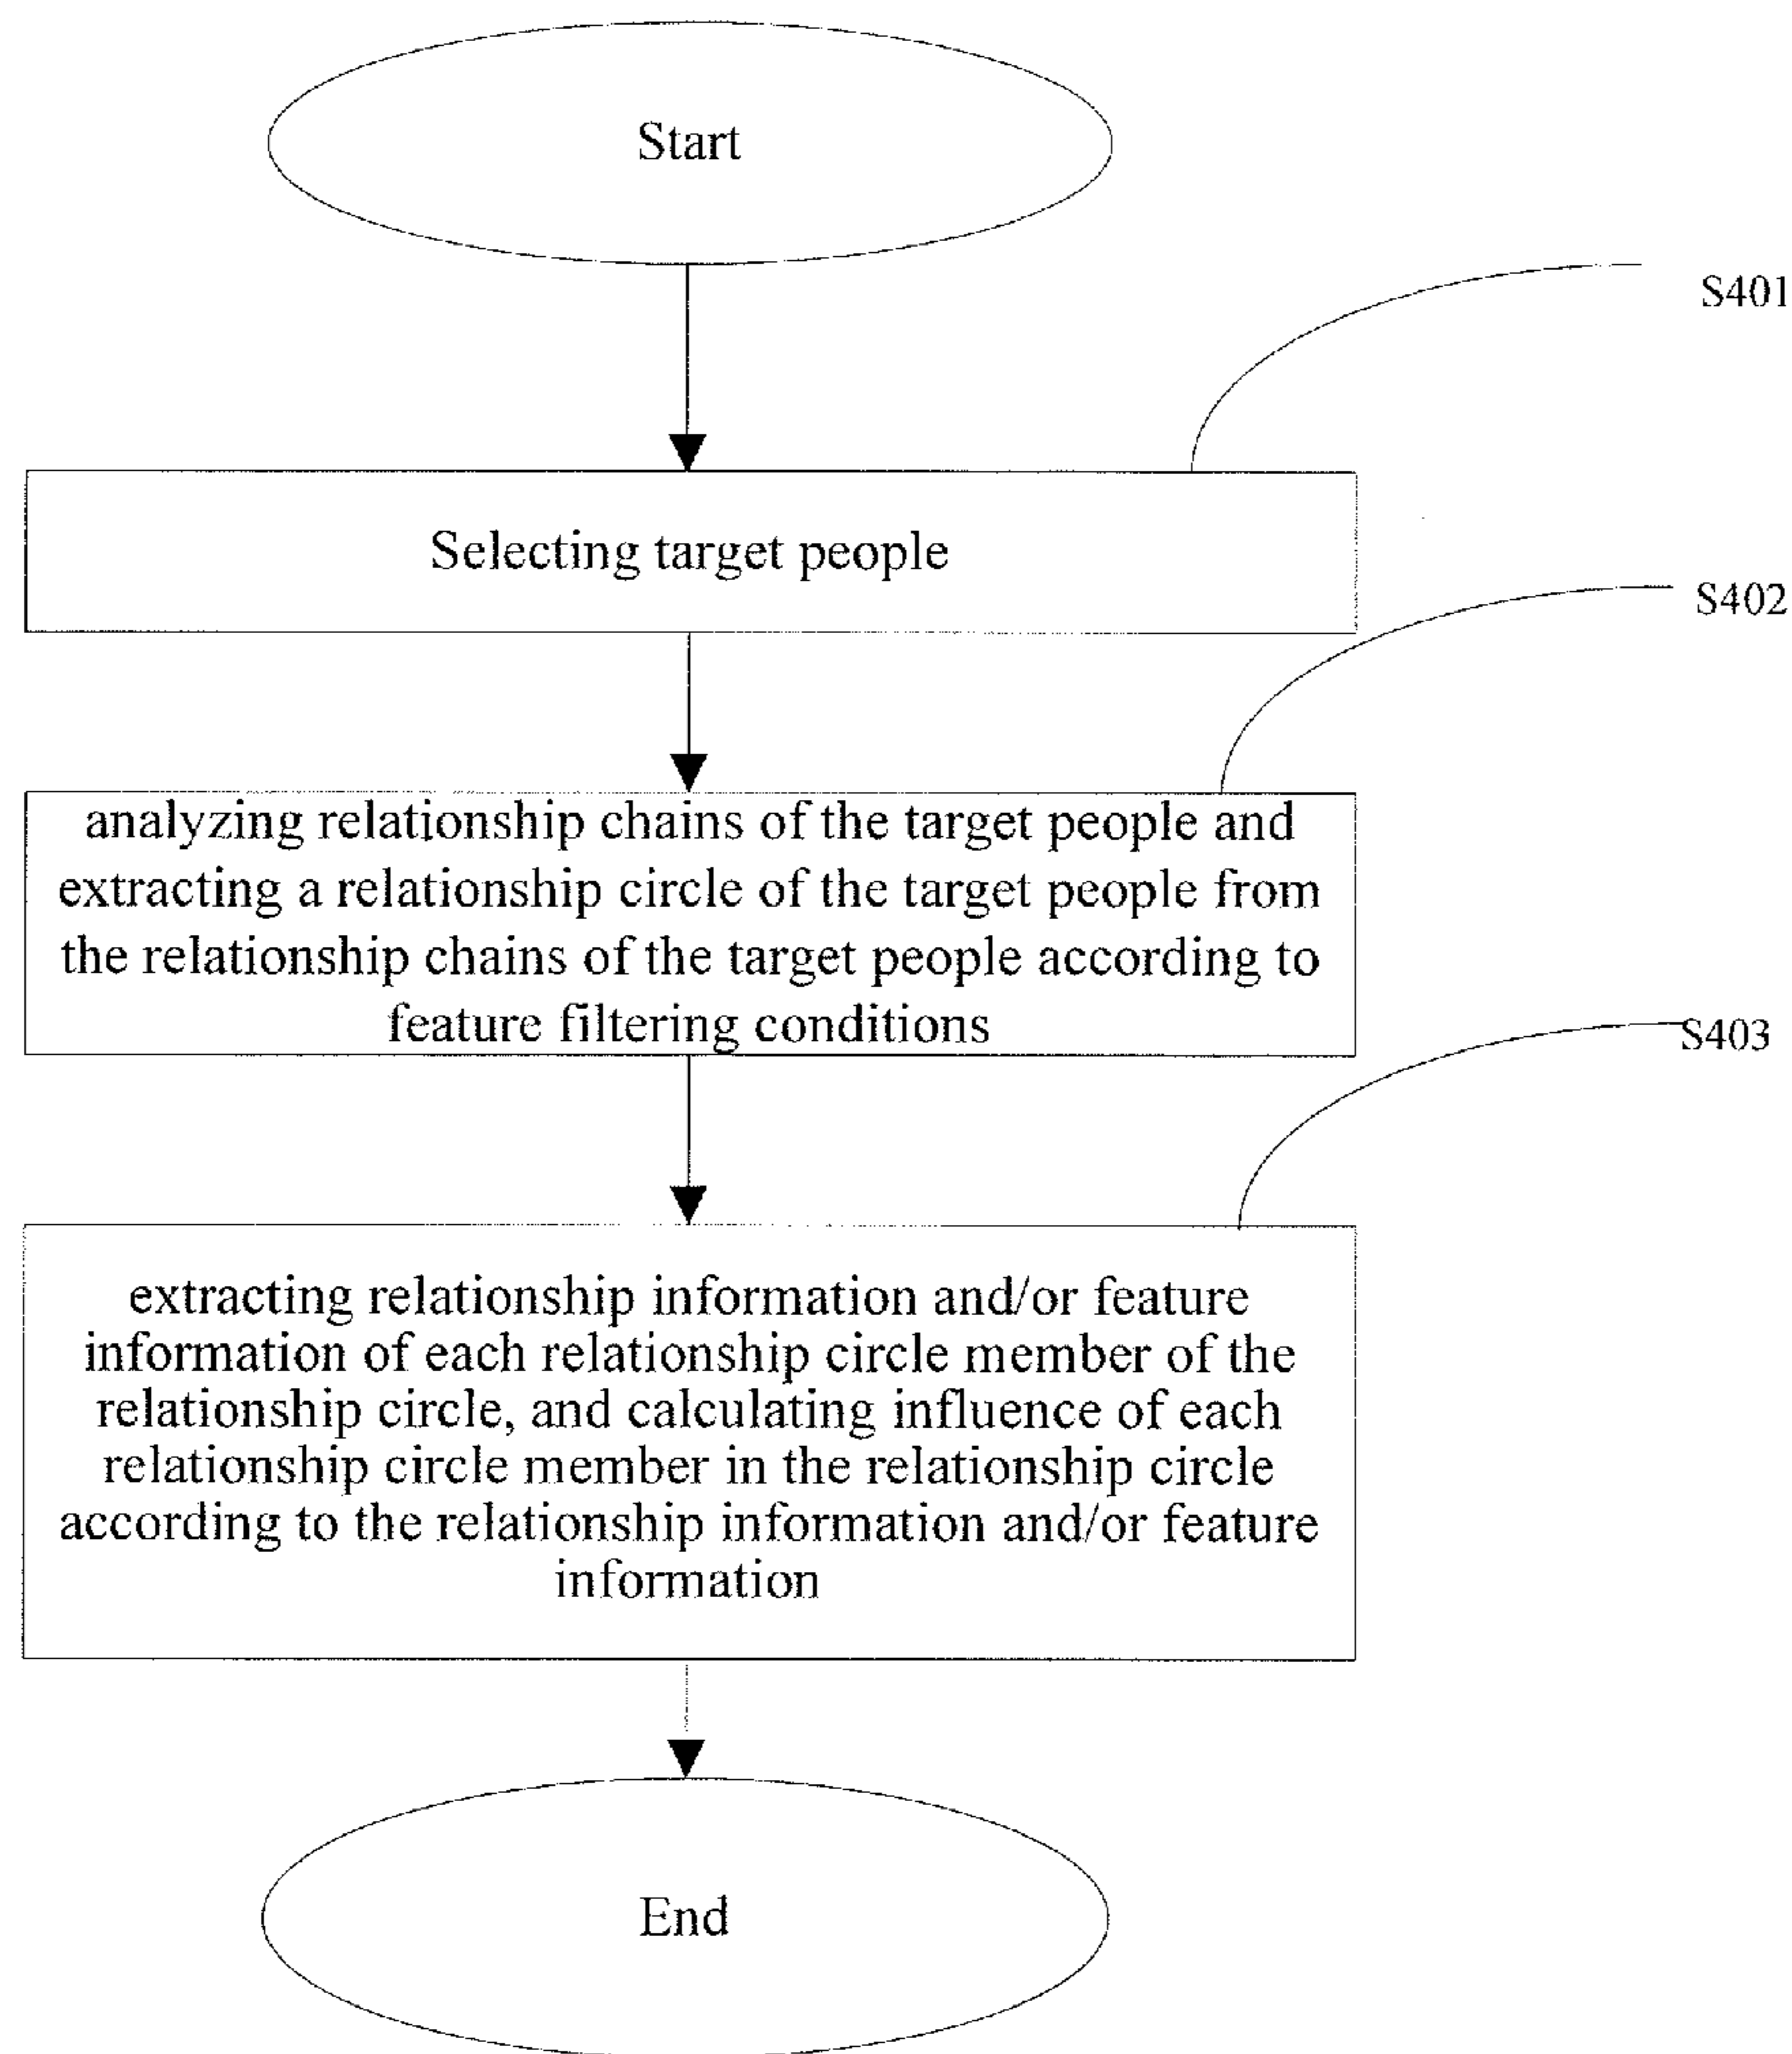 Start
S401
Selecting target people
S402
analyzing relationship chains of the target people and
extracting a relationship circle of the target people from
the relationship chains of the target people according to
feature filtering conditions
S403
extracting relationship information and/or feature
information of each relationship circle member of the
relationship circle, and calculating influence of each
relationship circle member in the relationship circle
according to the relationship information and/or feature
information
End